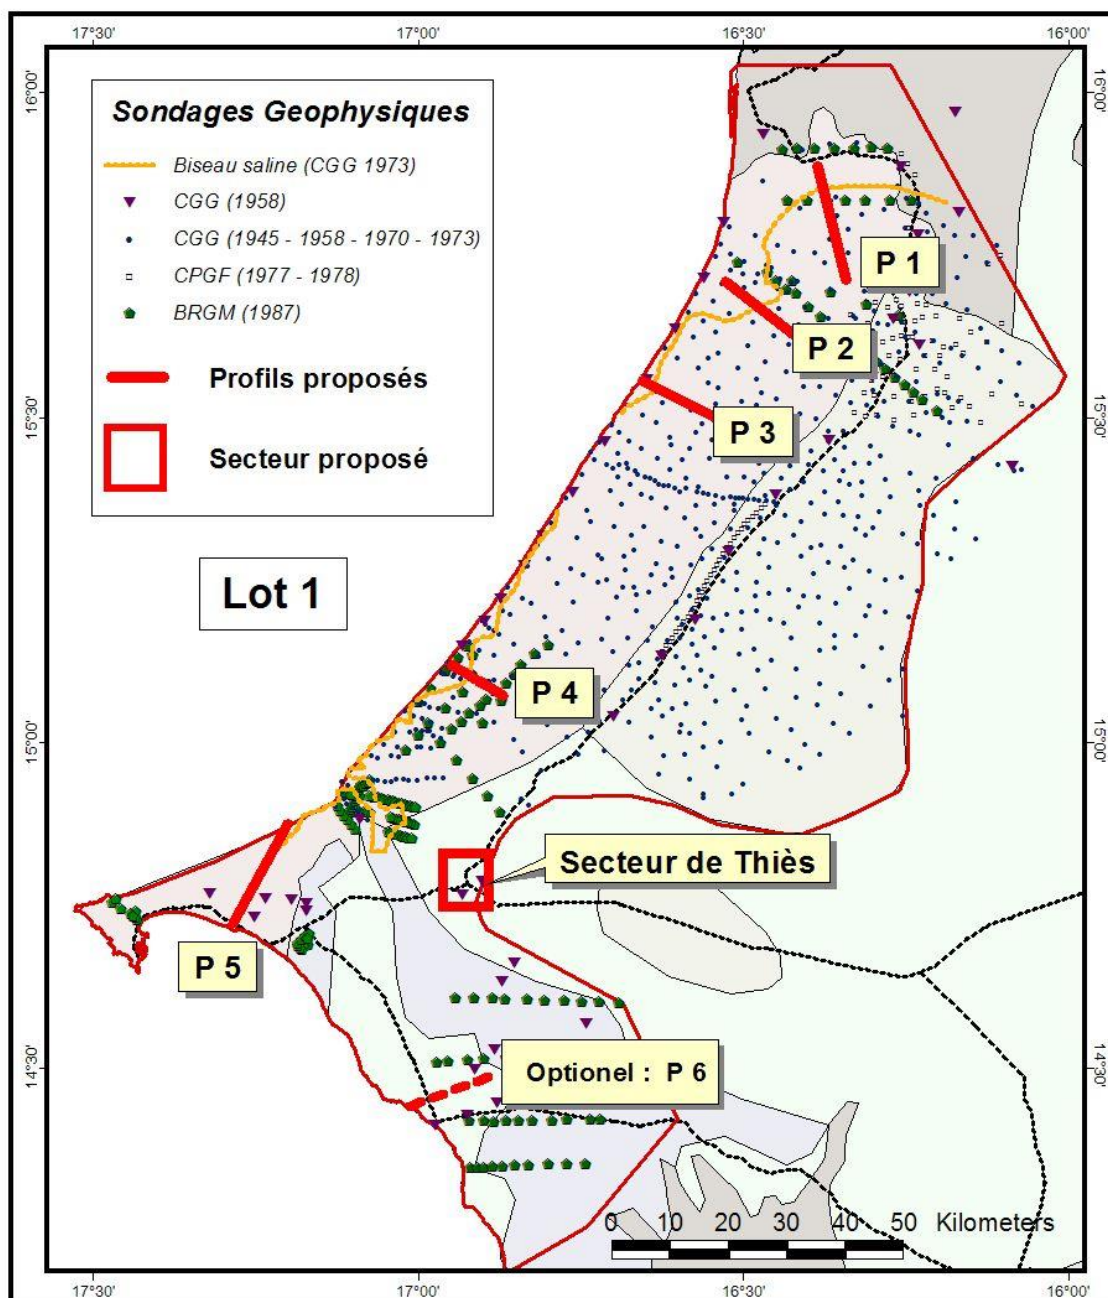 17°30'
17°00'
16°30'
16°00'
16°00'
16°00'
Sondages Geophysiques
Biseau saline (CGG 1973)
CGG (1958)
CGG (1945 - 1958 - 1970 - 1973)
CPGF (1977 - 1978)
BRGM (1987)
Profils proposés
Secteur proposé
P 1
P 2
P 3
15°30'
15°30'
Lot 1
P 4
15°00'
15°00'
Secteur de Thiès
P 5
Optionel : P 6
14°30'
14°30'
0 10 20 30 40 50 Kilometers
17°30'
17°00'
16°30'
16°00'